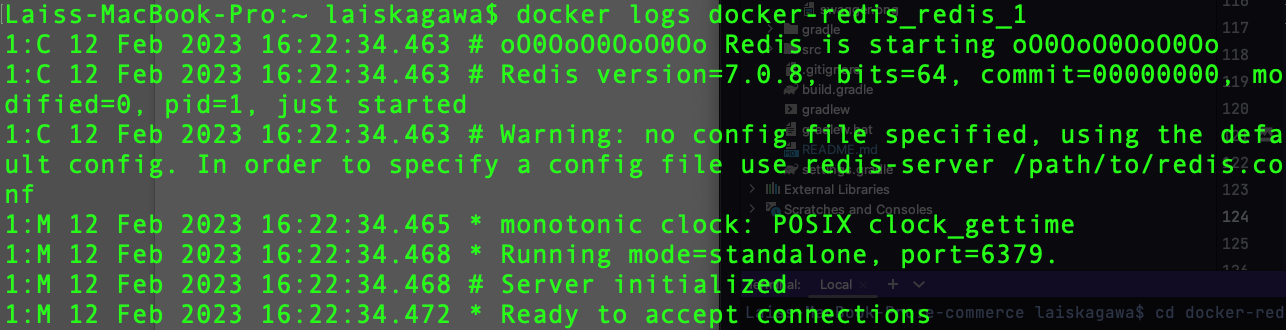 Laiss-MacBook-Pro:~ laiskagawa$ docker logs docker-redis_redis_1
1:C 12 Feb 2023 16:22:34.463 # oO0OoO0OoO0Oo Redis is starting oO0OoO0OoO0Oo
1:C 12 Feb 2023 16:22:34.463 # Redis version=7.0.8, bits=64, commit=00000000, mo
dified=0, pid=1, just started
1:C 12 Feb 2023 16:22:34.463 # Warning: no config file specified, using the defa
ult config. In order to specify a config file use redis-server /path/to/redis.co
nf
1:M 12 Feb 2023 16:22:34.465 * monotonic clock: POSIX clock_gettime
1:M 12 Feb 2023 16:22:34.468 * Running mode=standalone, port=6379.
1:M 12 Feb 2023 16:22:34.468 # Server initialized
1:M 12 Feb 2023 16:22:34.472 * Ready to accept connections
gradle
src
.gitignore
build.gradle
gradlew
gradlew.bat
README.md
settings.gradle
External Libraries
Scratches and Consoles
117
118
119
120
122
123
124
125
Local
laiskagawa$ cd docker-red